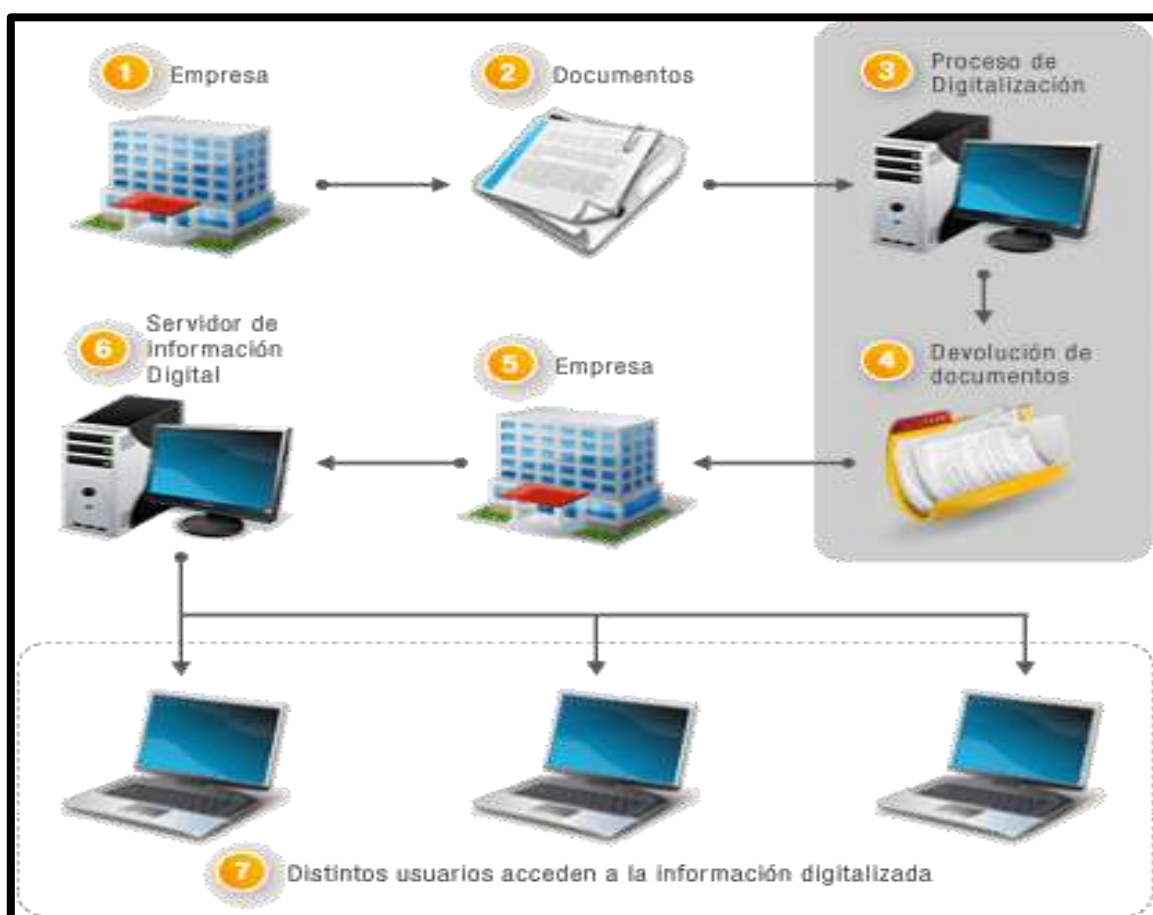 1 Empresa
2 Documentos
3 Proceso de
Digitalización
6 Servidor de
información
Digital
5 Empresa
4 Devolución de
documentos
7 Distintos usuarios acceden a la información digitalizada